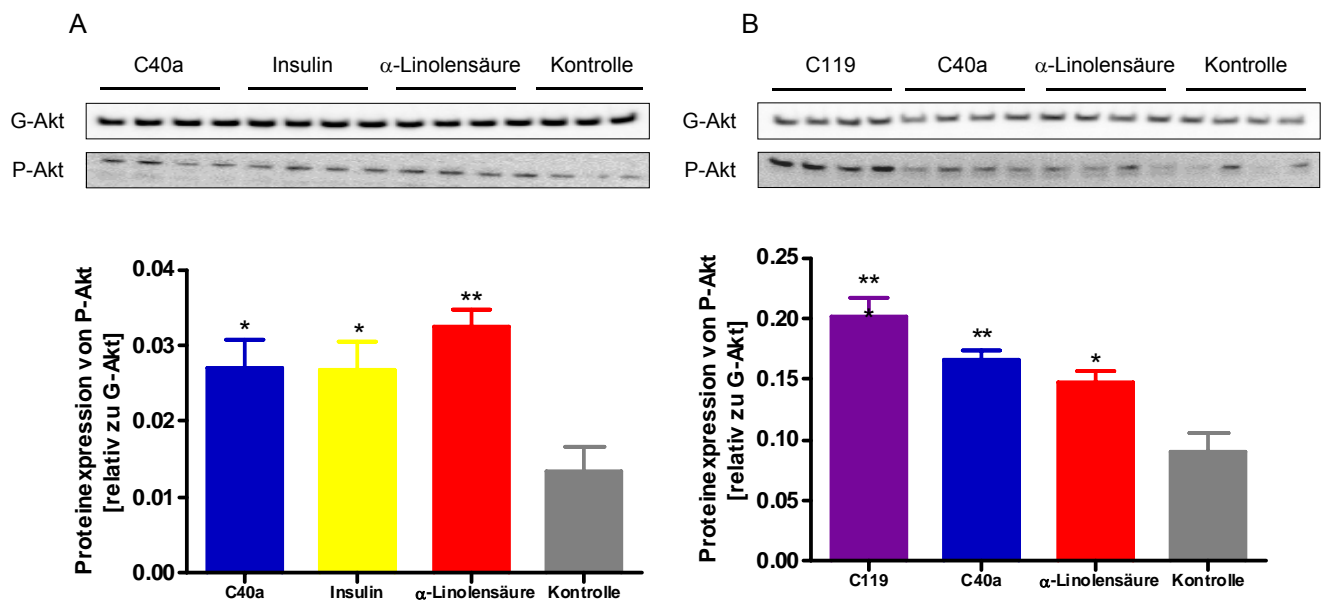 A
C40a Insulin α-Linolensäure Kontrolle
G-Akt
P-Akt
Proteinexpression von P-Akt
[relativ zu G-Akt]
0.04
0.03
0.02
0.01
0.00
* * **
C40a Insulin α-Linolensäure Kontrolle
B
C119 C40a α-Linolensäure Kontrolle
G-Akt
P-Akt
Proteinexpression von P-Akt
[relativ zu G-Akt]
0.25
0.20
0.15
0.10
0.05
0.00
**
*
** *
C119 C40a α-Linolensäure Kontrolle